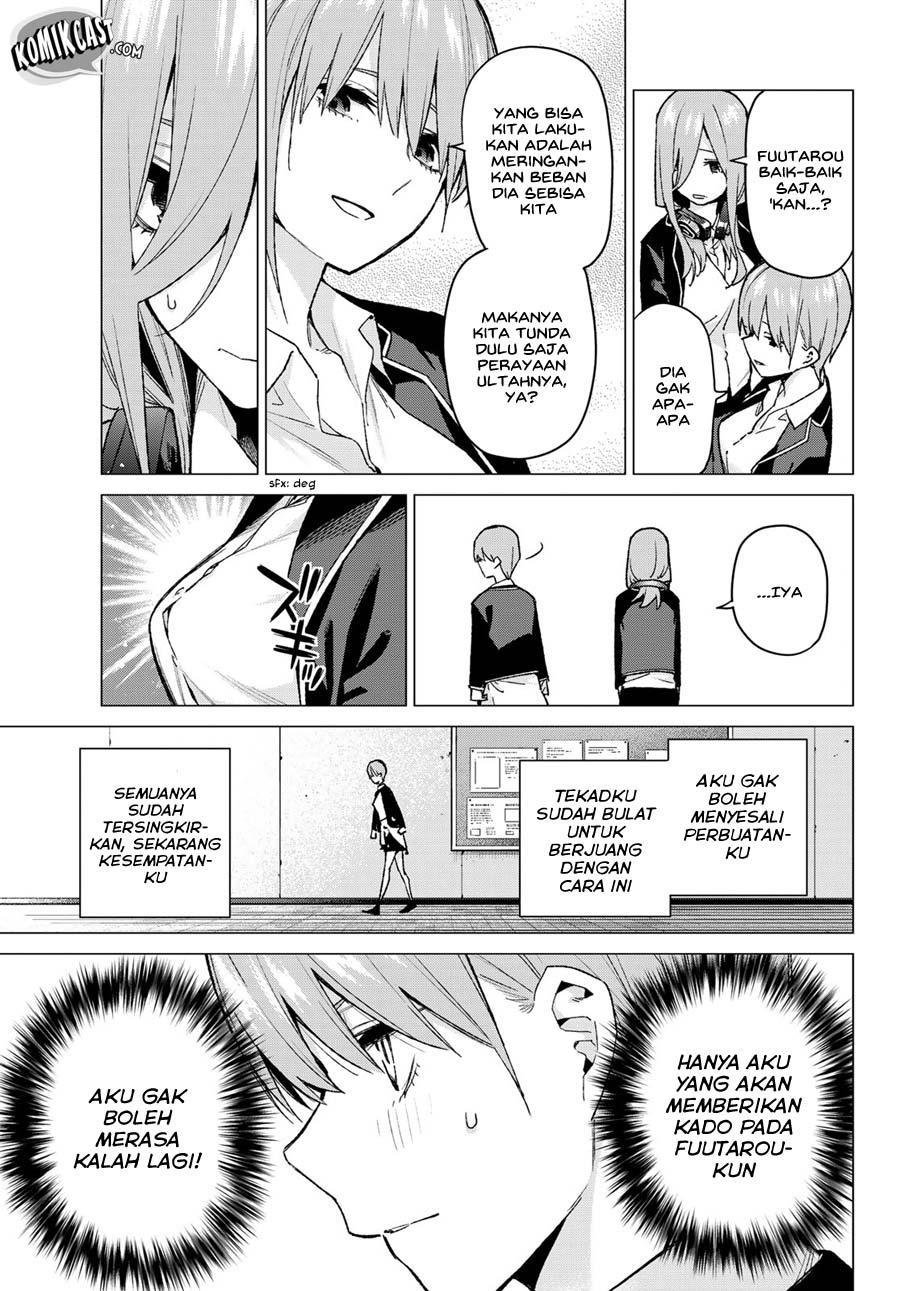 KOMIKCAST
.COM
FUUTAROU
BAIK-BAIK
SAJA,
'KAN...?
DIA
GAK
APA-
APA
YANG BISA
KITA LAKU-
KAN ADALAH
MERINGAN-
KAN BEBAN
DIA SEBISA
KITA
MAKANYA
KITA TUNDA
DULU SAJA
PERAYAAN
ULTAHNYA,
YA?
...IYA
sfx: deg
ズギ
AKU GAK
BOLEH
MENYESALI
PERBUATAN-
KU
TEKADKU
SUDAH BULAT
UNTUK
BERJUANG
DENGAN
CARA INI
SEMUANYA
SUDAH
TERSINGKIR-
KAN, SEKARANG
KESEMPATAN-
KU
HANYA AKU
YANG AKAN
MEMBERIKAN
KADO PADA
FUUTAROU-
KUN
AKU GAK
BOLEH
MERASA
KALAH LAGI!